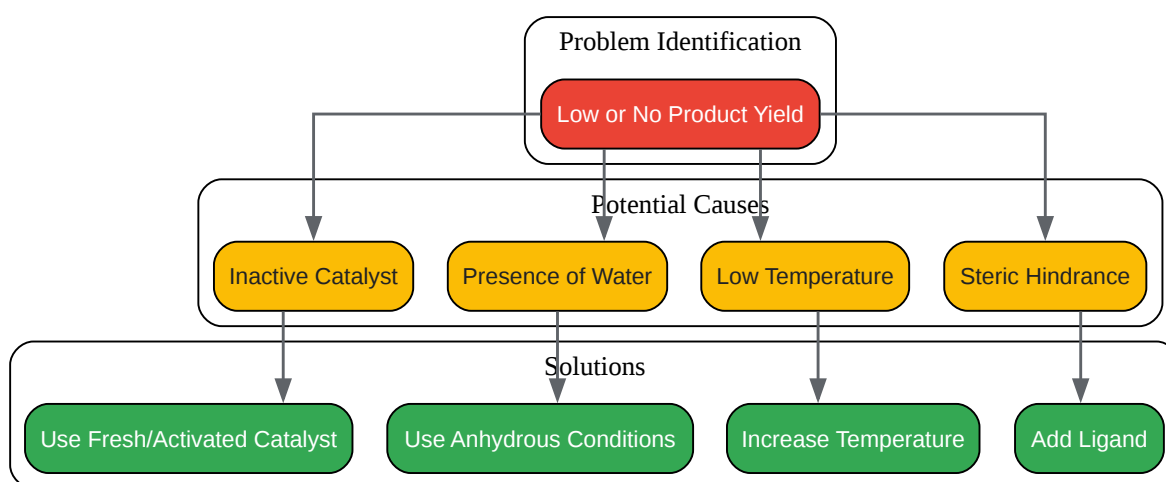 Problem Identification
Low or No Product Yield
Potential Causes
Inactive Catalyst
Presence of Water
Low Temperature
Steric Hindrance
Solutions
Use Fresh/Activated Catalyst
Use Anhydrous Conditions
Increase Temperature
Add Ligand